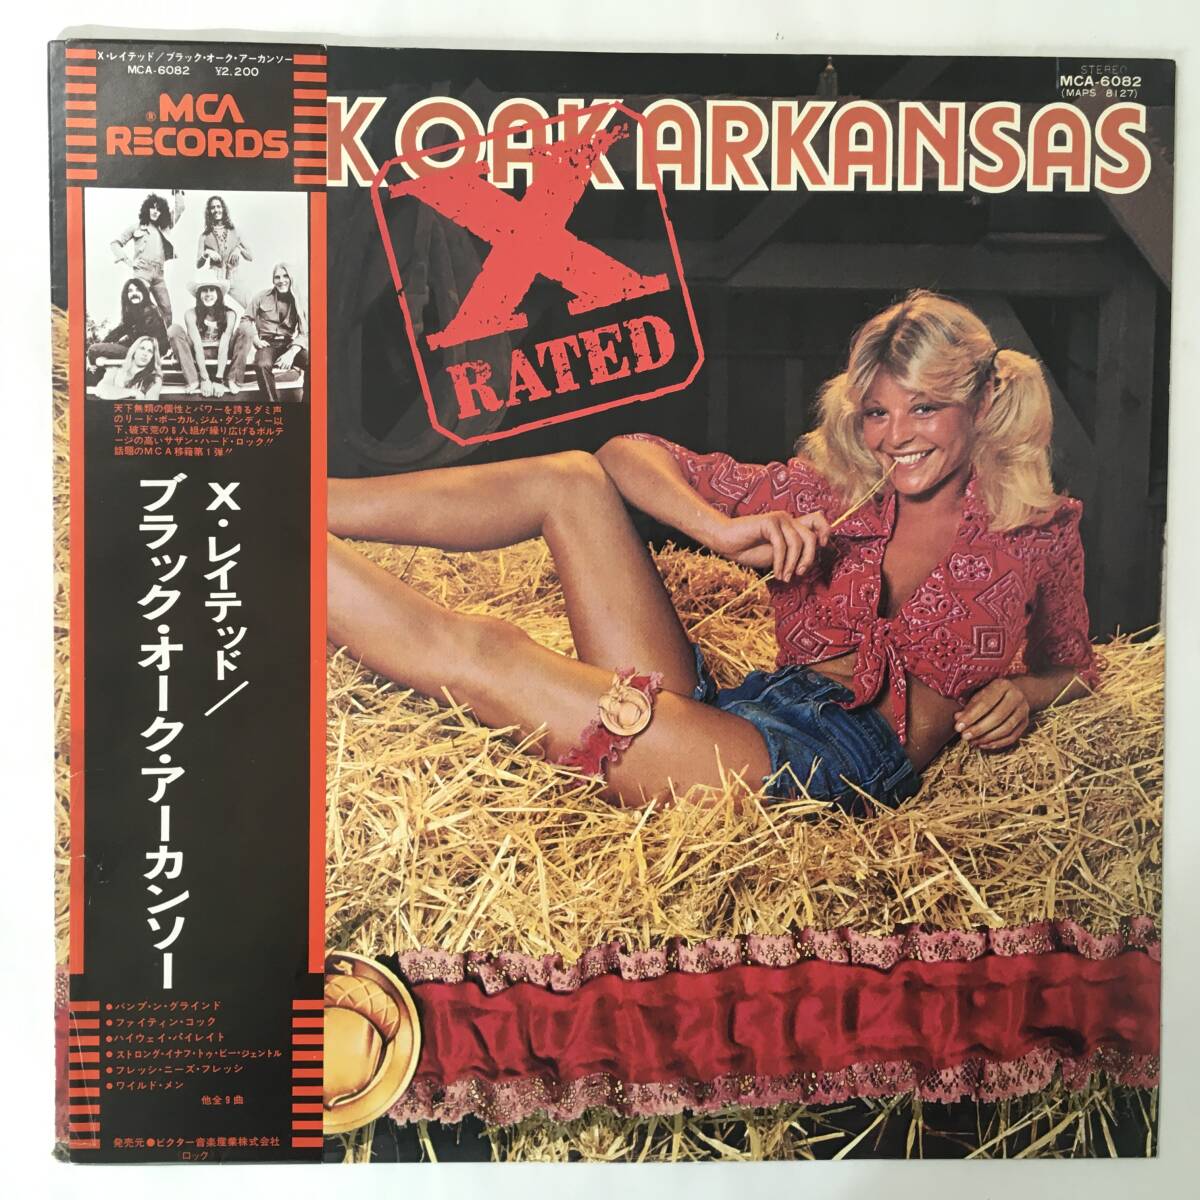 X・レイテッド／ブラック・オーク・アーカンソー
MCA-6082 ¥2.200
® MCA
RECORDS
天下無類の個性とパワーを誇るダミ声
のリード・ボーカル、ジム・ダンディー以
下、破天荒の6人組が繰り広げるボルテ
ージの高いサザン・ハード・ロック!!
話題のMCA移籍第1弾!!
X・レイテッド／
ブラック・オーク・アーカンソー
●バンプ・ン・グラインド
●ファイティン・コック
●ハイウェイ・パイレイト
●ストロング・イナフ・トゥ・ビー・ジェントル
●フレッシ・ニーズ・フレッシ
●ワイルド・メン
他全9曲
発売元●ビクター音楽産業株式会社
(ロック)
STEREO
MCA-6082
(MAPS 8127)
K OAK ARKANSAS
X
RATED